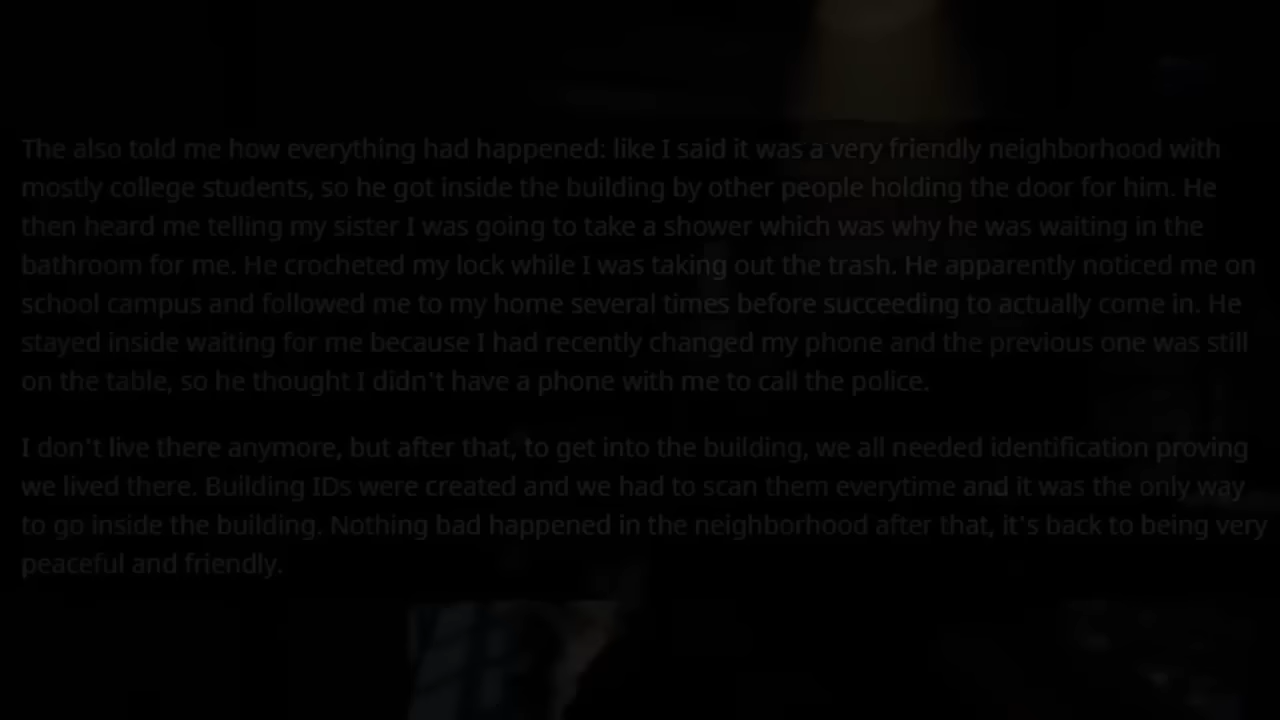 The also told me how everything had happened: like I said it was a very friendly neighborhood with
mostly college students, so he got inside the building by other people holding the door for him. He
then heard me telling my sister I was going to take a shower which was why he was waiting in the
bathroom for me. He crocheted my lock while I was taking out the trash. He apparently noticed me on
school campus and followed me to my home several times before succeeding to actually come in. He
stayed inside waiting for me because I had recently changed my phone and the previous one was still
on the table, so he thought I didn't have a phone with me to call the police.
I don't live there anymore, but after that, to get into the building, we all needed identification proving
we lived there. Building IDs were created and we had to scan them everytime and it was the only way
to go inside the building. Nothing bad happened in the neighborhood after that, it's back to being very
peaceful and friendly.